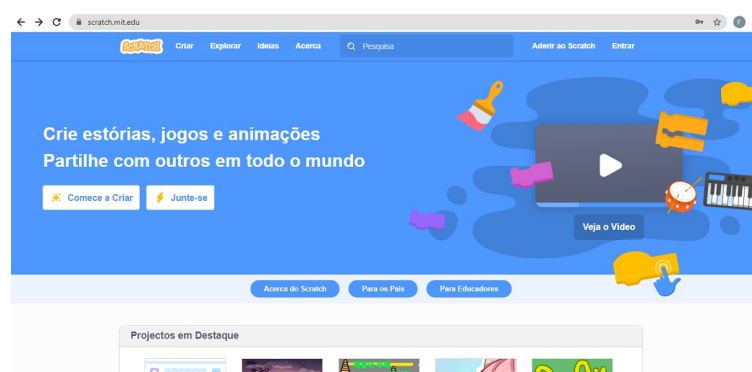 scratch.mit.edu
F
SCRATCH Criar Explorar Ideias Acerca Pesquisa Aderir ao Scratch Entrar
Crie estórias, jogos e animações
Partilhe com outros em todo o mundo
Comece a Criar Junte-se
Veja o Vídeo
Acerca do Scratch Para os Pais Para Educadores
Projectos em Destaque